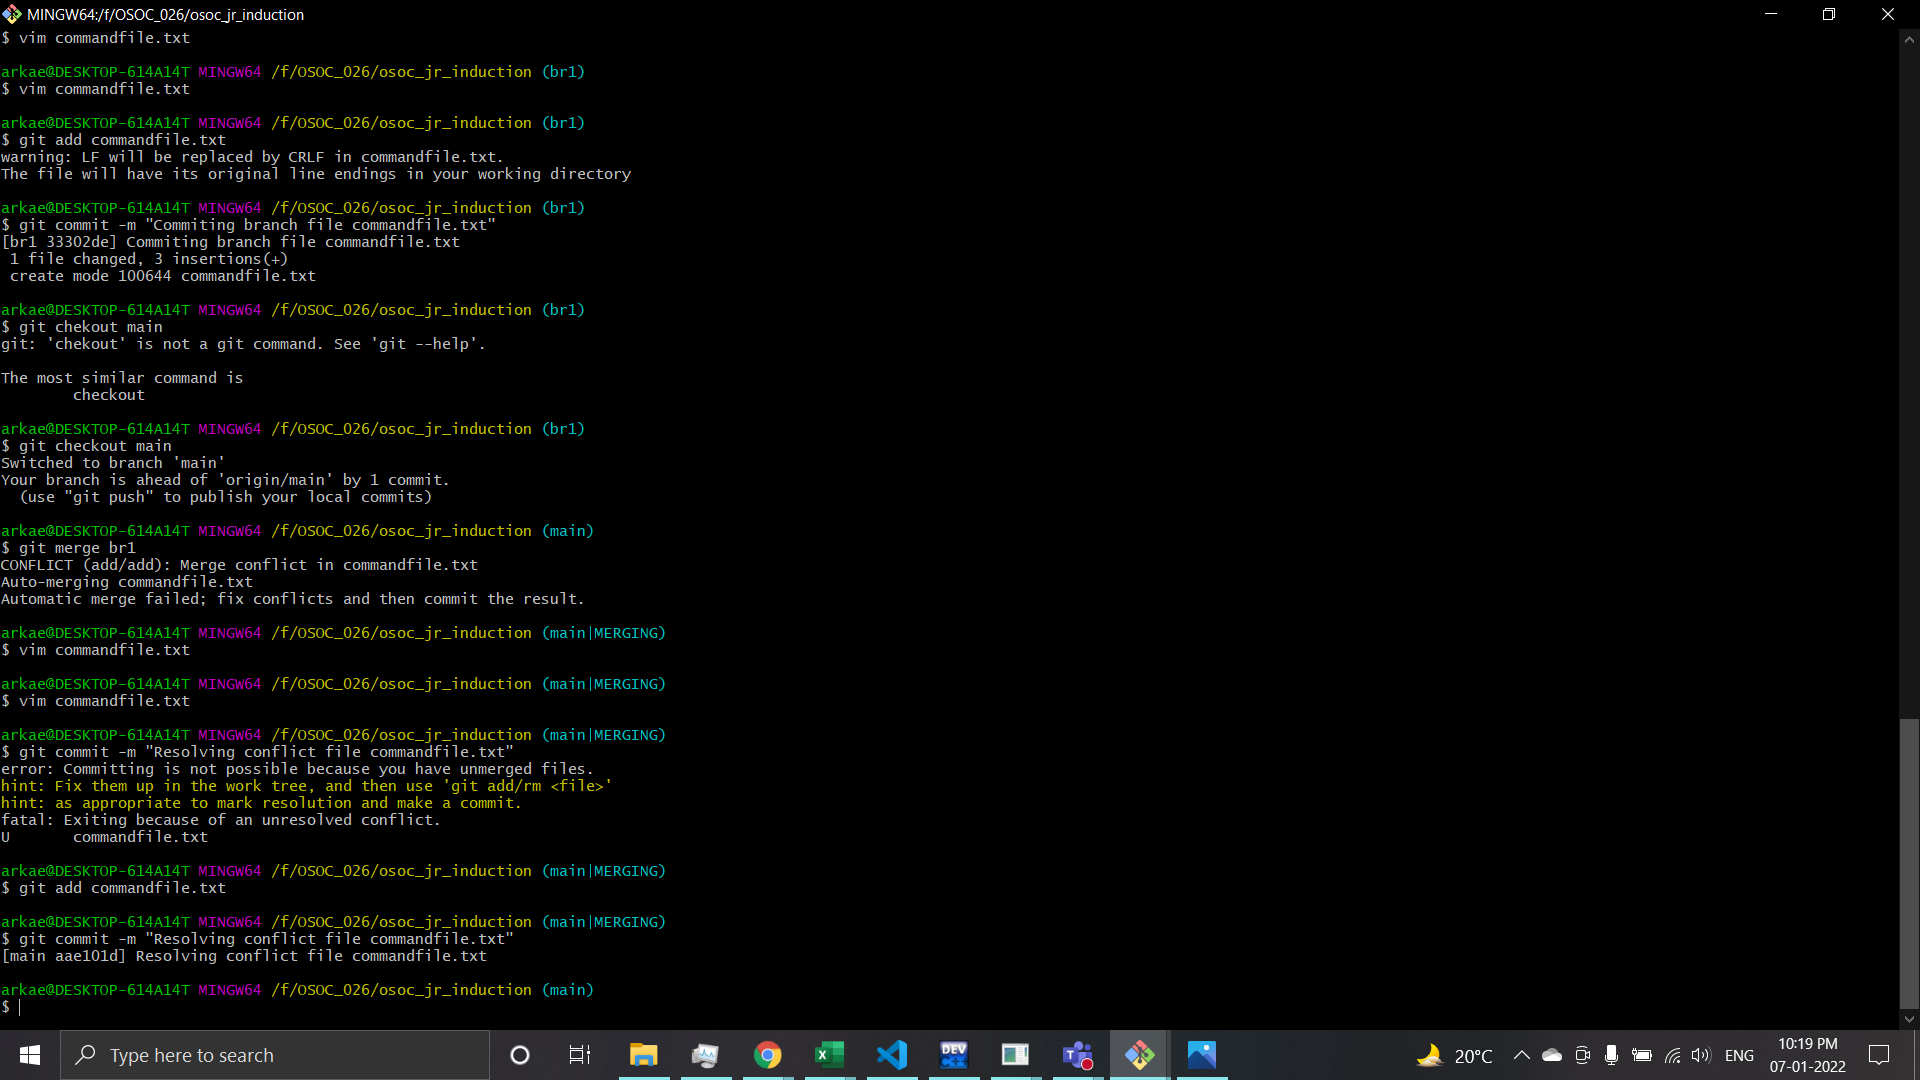 MINGW64:/f/OSOC_026/osoc_jr_induction
$ vim commandfile.txt
arkae@DESKTOP-614A14T MINGW64 /f/OSOC_026/osoc_jr_induction (br1)
$ vim commandfile.txt
arkae@DESKTOP-614A14T MINGW64 /f/OSOC_026/osoc_jr_induction (br1)
$ git add commandfile.txt
warning: LF will be replaced by CRLF in commandfile.txt.
The file will have its original line endings in your working directory
arkae@DESKTOP-614A14T MINGW64 /f/OSOC_026/osoc_jr_induction (br1)
$ git commit -m "Commiting branch file commandfile.txt"
[br1 33302de] Commiting branch file commandfile.txt
 1 file changed, 3 insertions(+)
 create mode 100644 commandfile.txt
arkae@DESKTOP-614A14T MINGW64 /f/OSOC_026/osoc_jr_induction (br1)
$ git chekout main
git: 'chekout' is not a git command. See 'git --help'.
The most similar command is
        checkout
arkae@DESKTOP-614A14T MINGW64 /f/OSOC_026/osoc_jr_induction (br1)
$ git checkout main
Switched to branch 'main'
Your branch is ahead of 'origin/main' by 1 commit.
  (use "git push" to publish your local commits)
arkae@DESKTOP-614A14T MINGW64 /f/OSOC_026/osoc_jr_induction (main)
$ git merge br1
CONFLICT (add/add): Merge conflict in commandfile.txt
Auto-merging commandfile.txt
Automatic merge failed; fix conflicts and then commit the result.
arkae@DESKTOP-614A14T MINGW64 /f/OSOC_026/osoc_jr_induction (main|MERGING)
$ vim commandfile.txt
arkae@DESKTOP-614A14T MINGW64 /f/OSOC_026/osoc_jr_induction (main|MERGING)
$ vim commandfile.txt
arkae@DESKTOP-614A14T MINGW64 /f/OSOC_026/osoc_jr_induction (main|MERGING)
$ git commit -m "Resolving conflict file commandfile.txt"
error: Committing is not possible because you have unmerged files.
hint: Fix them up in the work tree, and then use 'git add/rm <file>'
hint: as appropriate to mark resolution and make a commit.
fatal: Exiting because of an unresolved conflict.
U       commandfile.txt
arkae@DESKTOP-614A14T MINGW64 /f/OSOC_026/osoc_jr_induction (main|MERGING)
$ git add commandfile.txt
arkae@DESKTOP-614A14T MINGW64 /f/OSOC_026/osoc_jr_induction (main|MERGING)
$ git commit -m "Resolving conflict file commandfile.txt"
[main aae101d] Resolving conflict file commandfile.txt
arkae@DESKTOP-614A14T MINGW64 /f/OSOC_026/osoc_jr_induction (main)
$
Type here to search
DEV
20°C
ENG
10:19 PM
07-01-2022